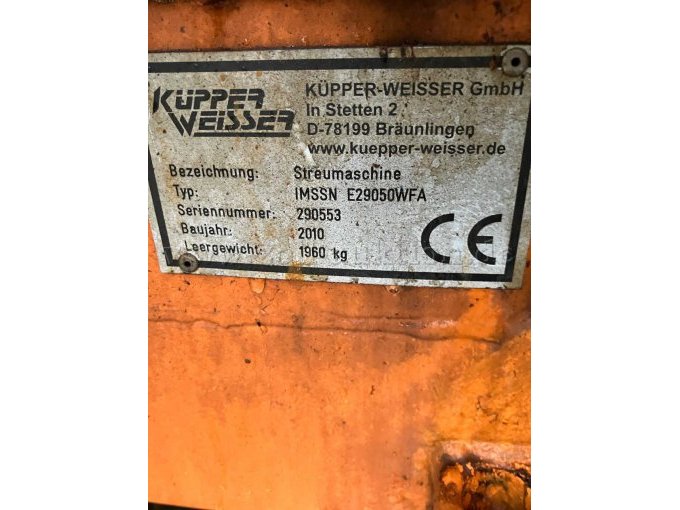 KÜPPER
WEISSER
KÜPPER-WEISSER GmbH
In Stetten 2
D-78199 Bräunlingen
www.kuepper-weisser.de
Bezeichnung: Streumaschine
Typ: IMSSN E29050WFA
Seriennummer: 290553
Baujahr: 2010
Leergewicht: 1960 kg
CE